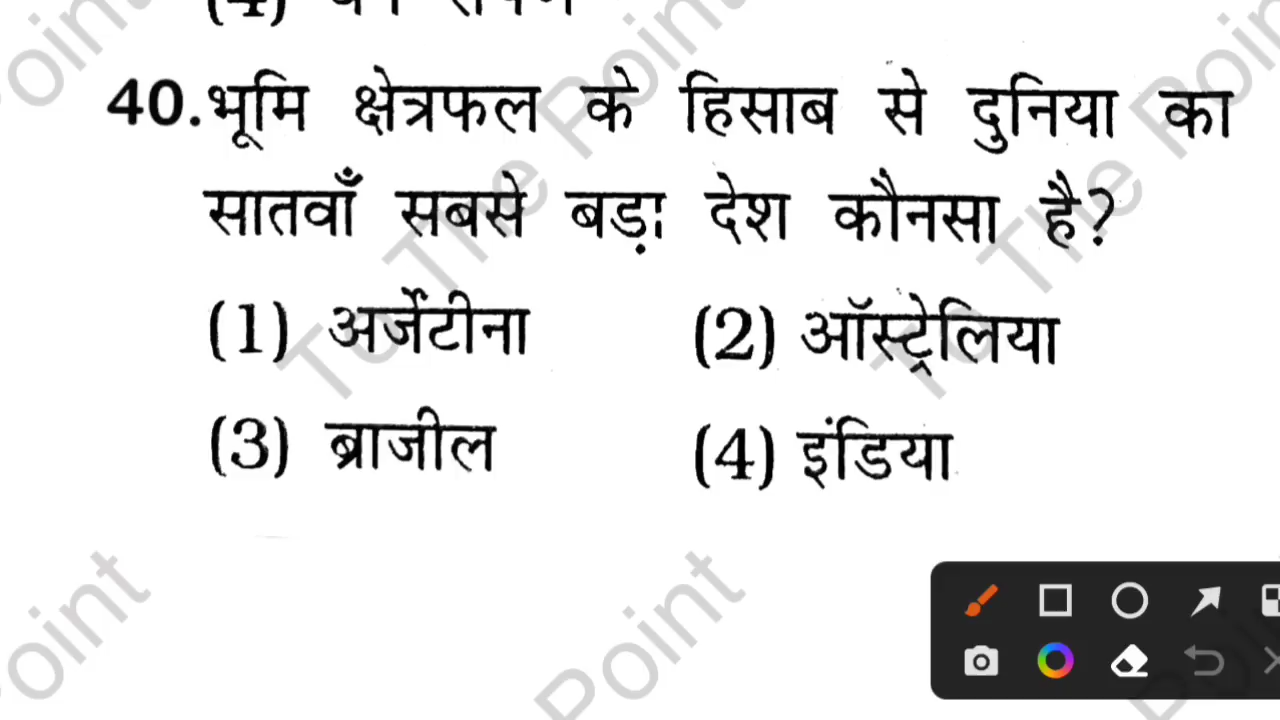 40. भूमि क्षेत्रफल के हिसाब से दुनिया का
सातवाँ सबसे बड़ा देश कौनसा है?
(1) अर्जेंटीना (2) ऑस्ट्रेलिया
(3) ब्राजील (4) इंडिया